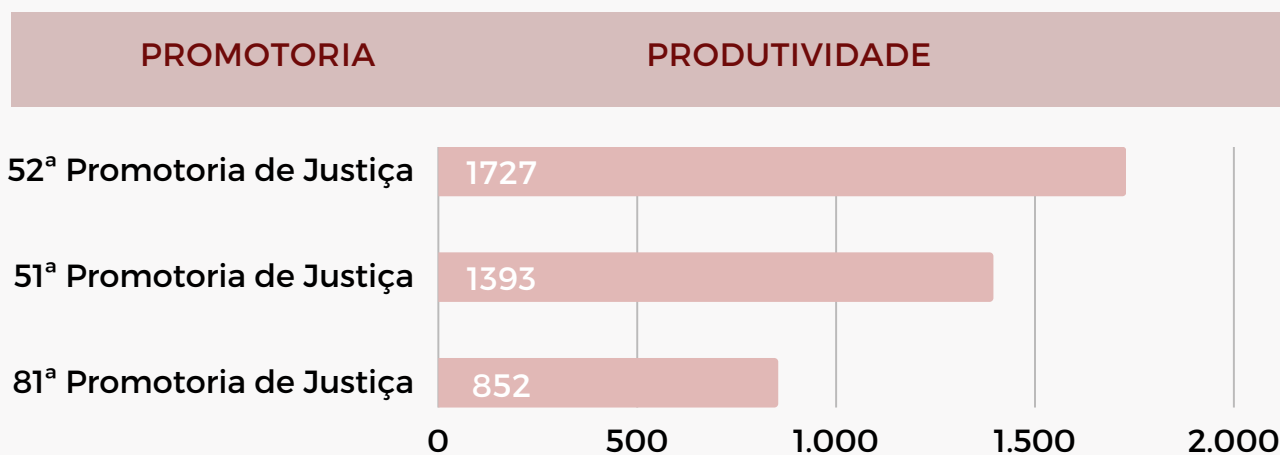 PROMOTORIA PRODUTIVIDADE
52ª Promotoria de Justiça 1727
51ª Promotoria de Justiça 1393
81ª Promotoria de Justiça 852
0 500 1.000 1.500 2.000